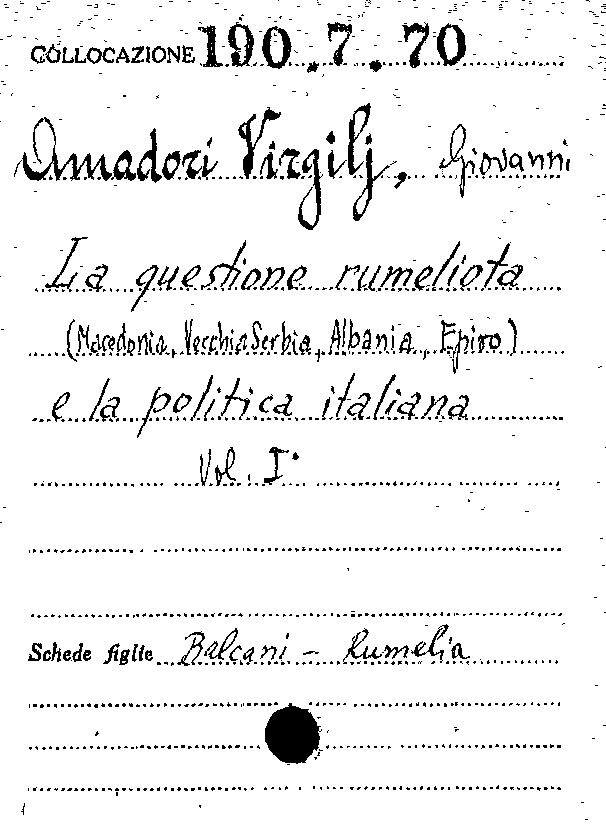 COLLOCAZIONE 190.7.70
Amadori Virgilj, Giovanni
La questione rumeliota
(Macedonia, Vecchia Serbia, Albania, Epiro)
e la politica italiana
Vol. I°
Schede figlie Balcani - Rumelia